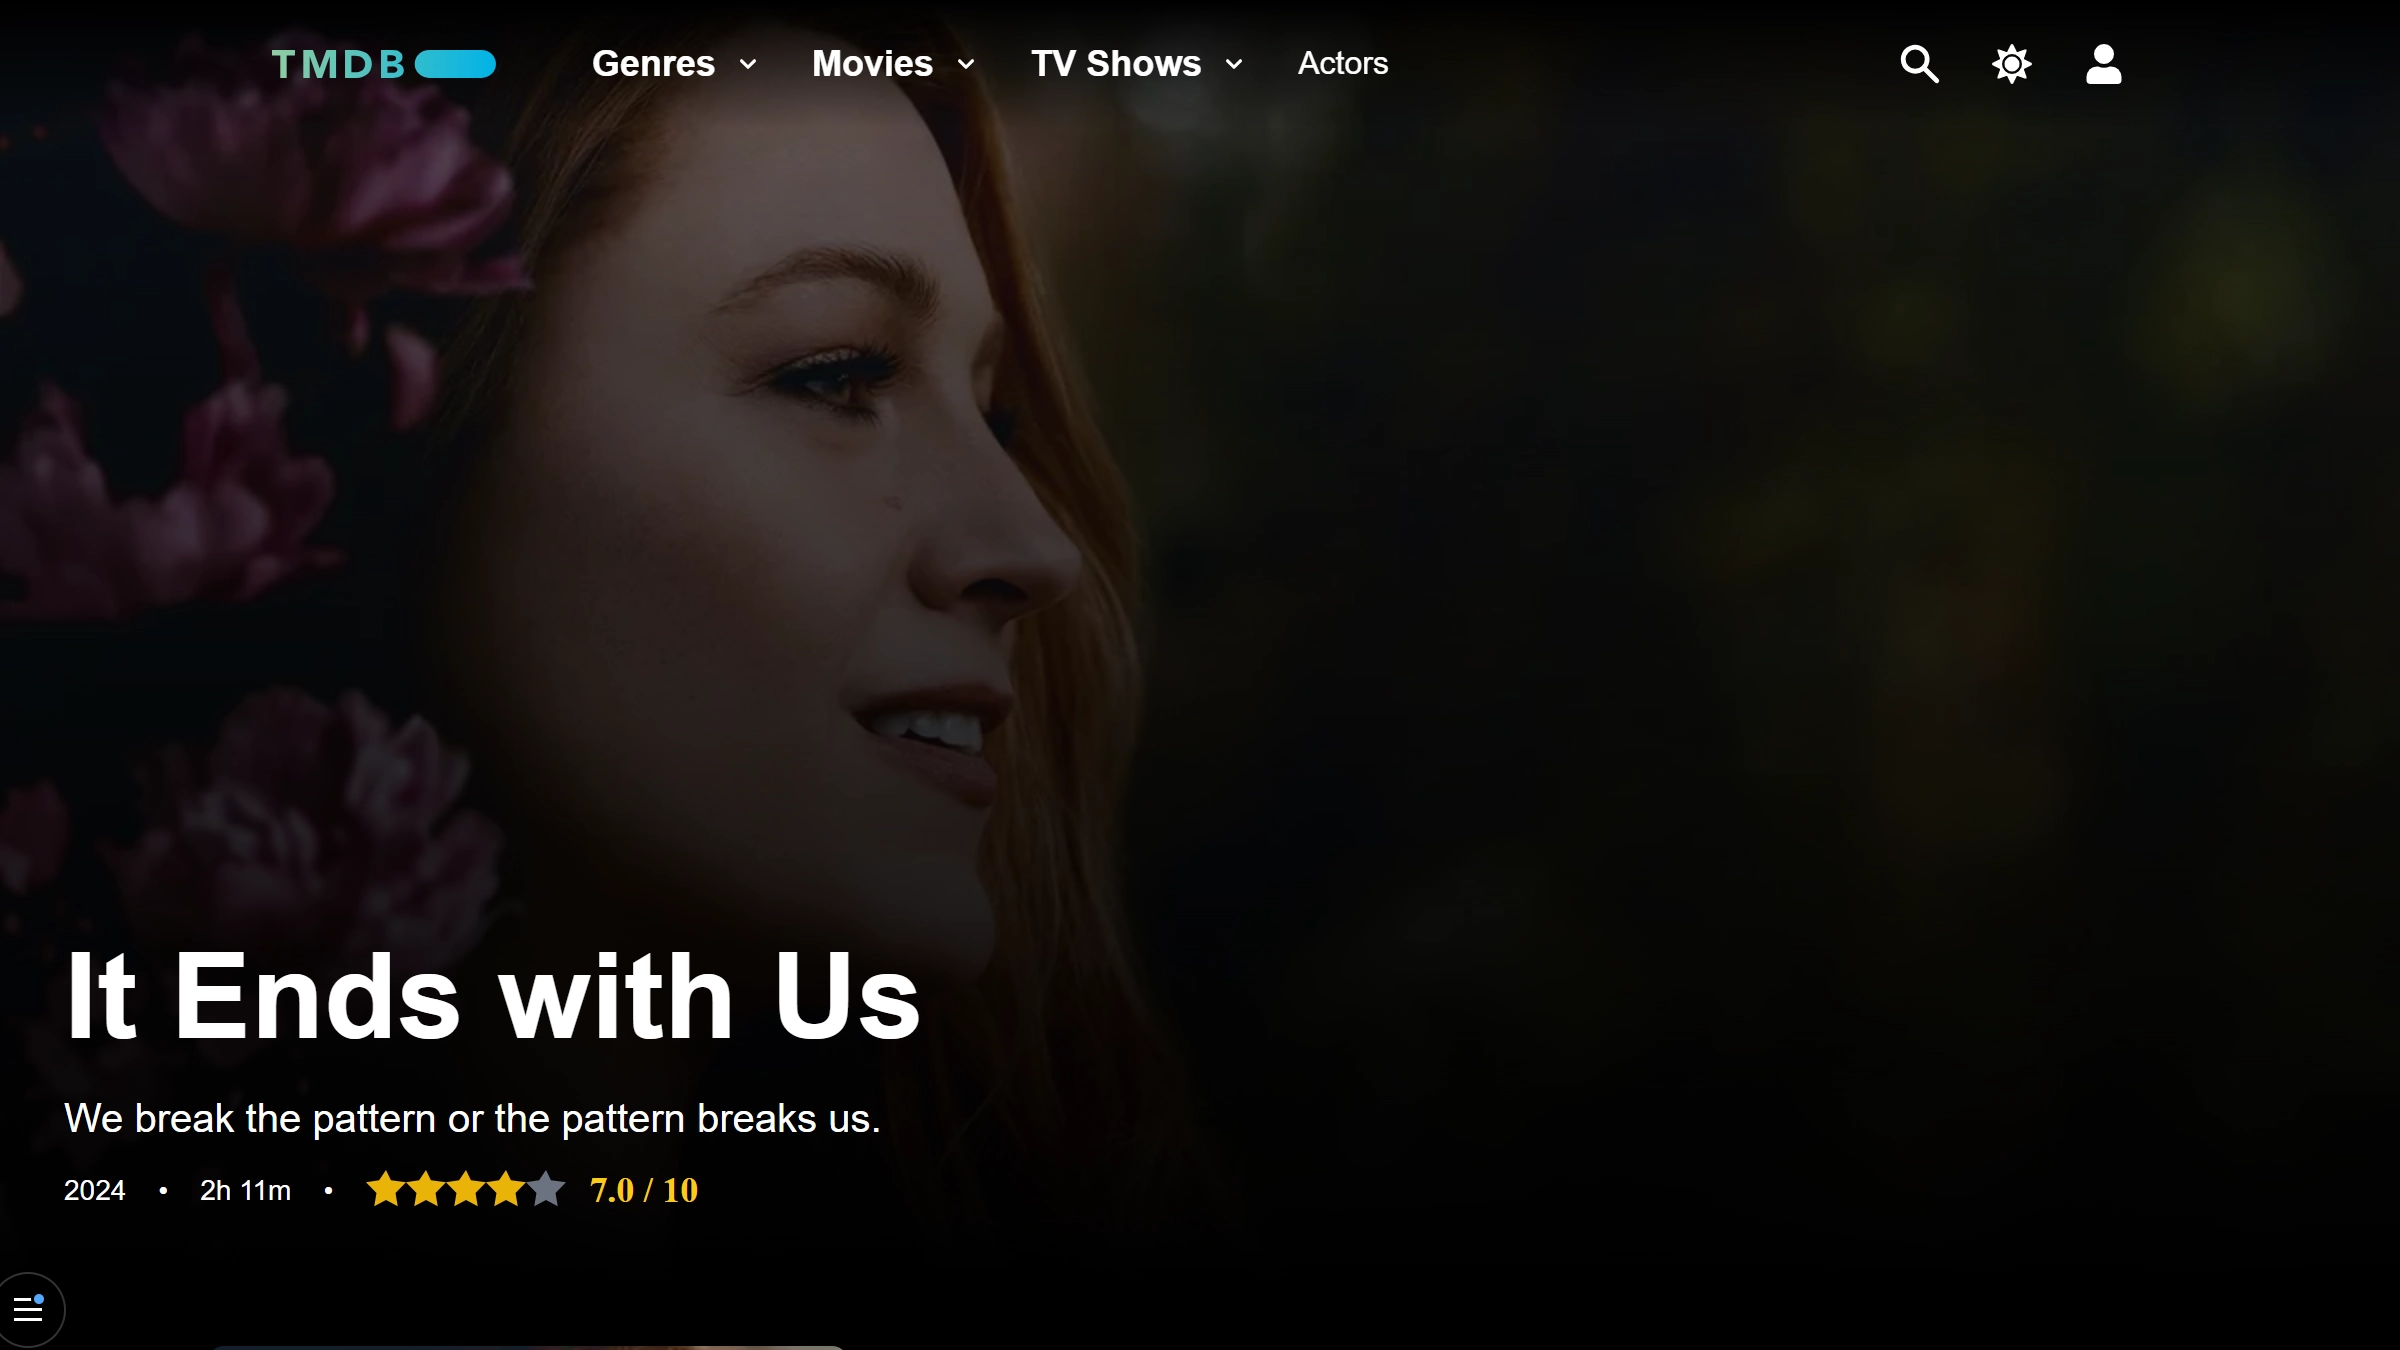 TMDB Genres Movies TV Shows Actors
It Ends with Us
We break the pattern or the pattern breaks us.
2024 • 2h 11m • 7.0 / 10